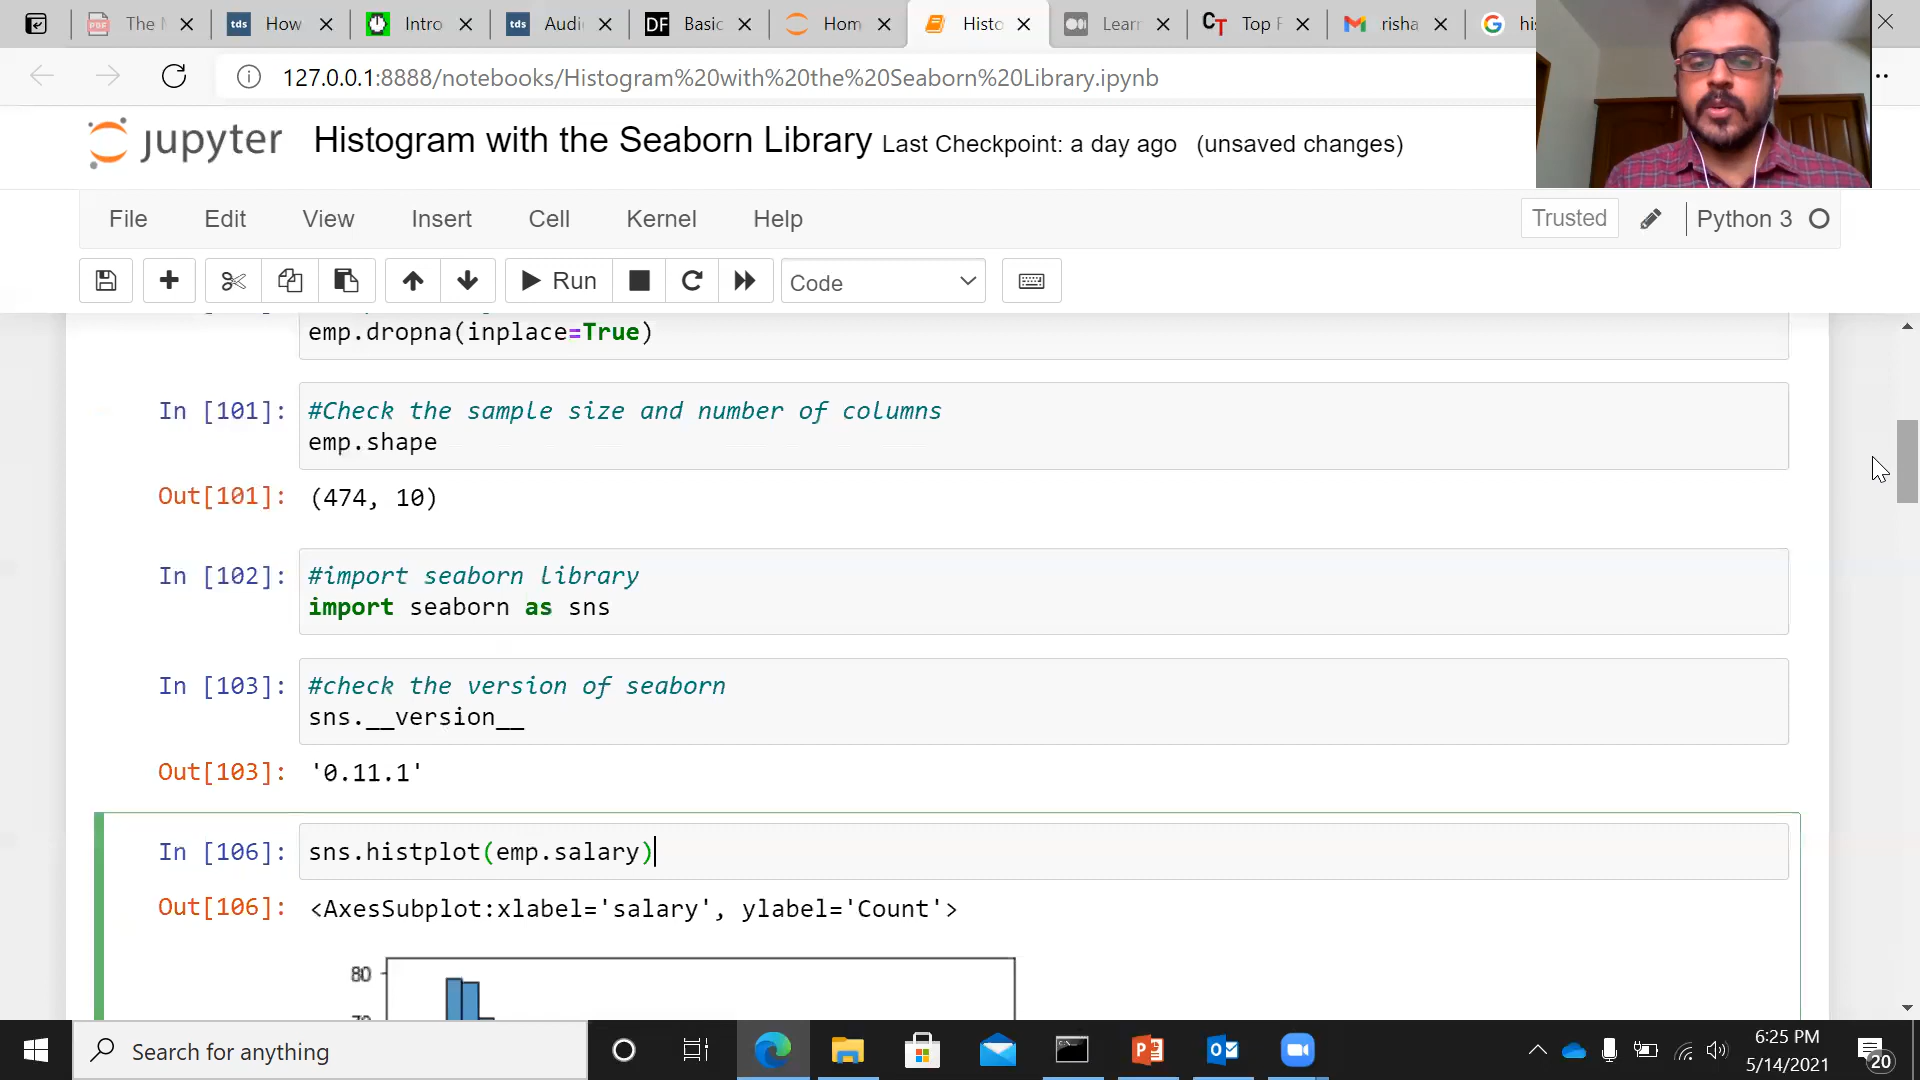 The How Intro Audi Basic Hom Histo Learn Top F risha his
127.0.0.1:8888/notebooks/Histogram%20with%20the%20Seaborn%20Library.ipynb
jupyter Histogram with the Seaborn Library Last Checkpoint: a day ago (unsaved changes)
File Edit View Insert Cell Kernel Help Trusted Python 3
Run Code
emp.dropna(inplace=True)
In [101]: #Check the sample size and number of columns
emp.shape
Out[101]: (474, 10)
In [102]: #import seaborn library
import seaborn as sns
In [103]: #check the version of seaborn
sns.__version__
Out[103]: '0.11.1'
In [106]: sns.histplot(emp.salary)
Out[106]: <AxesSubplot:xlabel='salary', ylabel='Count'>
80
Search for anything
6:25 PM
5/14/2021
20